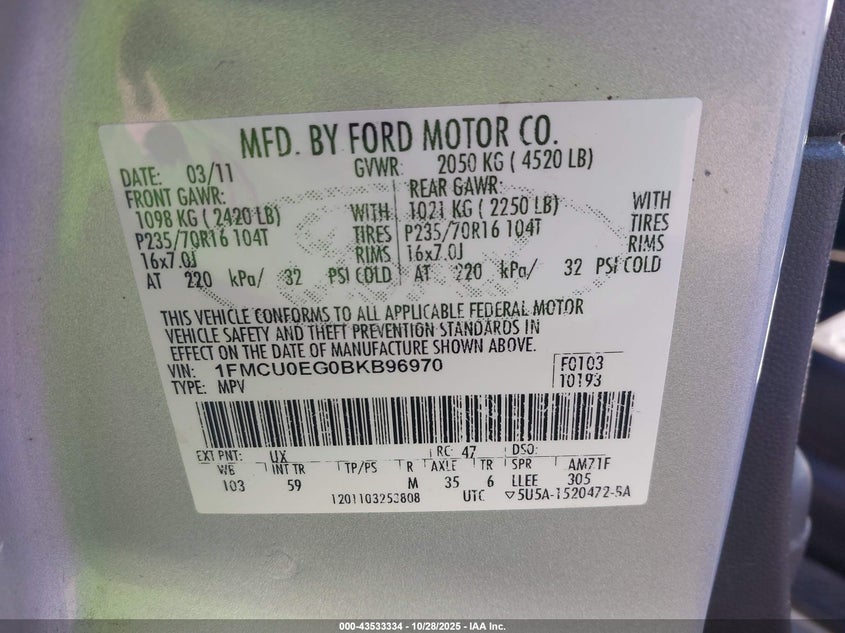 MFD. BY FORD MOTOR CO.
DATE: 03/11 GVWR: 2050 KG ( 4520 LB)
FRONT GAWR: REAR GAWR:
1098 KG ( 2420 LB) WITH 1021 KG ( 2250 LB) WITH
P235/70R16 104T TIRES P235/70R16 104T TIRES
16x7.0J RIMS 16x7.0J RIMS
AT 220 kPa/ 32 PSI COLD AT 220 kPa/ 32 PSI COLD
THIS VEHICLE CONFORMS TO ALL APPLICABLE FEDERAL MOTOR
VEHICLE SAFETY AND THEFT PREVENTION STANDARDS IN
EFFECT ON THE DATE OF MANUFACTURE SHOWN ABOVE.
VIN: 1FMCU0EG0BKB96970 F0103
TYPE: MPV 10193
EXT PNT: UX RC: 47 DSO:
WB INT TR TP/PS R AXLE TR SPR AM71F
103 59 M 35 6 LLEE 305
1201103253808 UTC ▽5U5A-1520472-BA
000-43533334 | 10/28/2025 - IAA Inc.